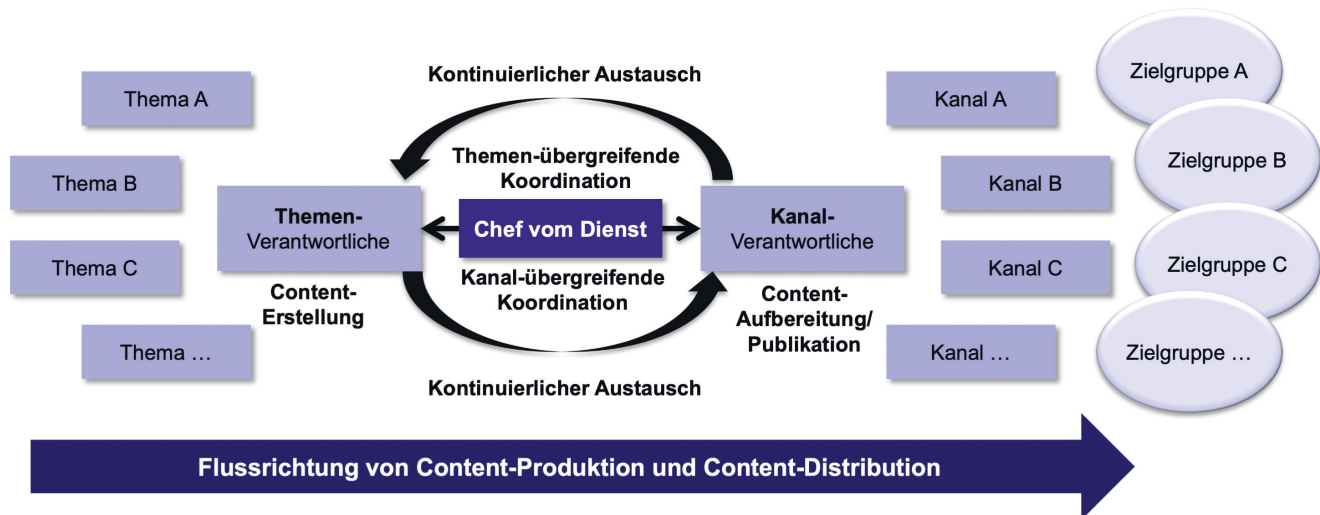 Kontinuierlicher Austausch
Thema A
Thema B
Thema C
Thema …
Themen-
Verantwortliche
Content-
Erstellung
Themen-übergreifende
Koordination
Chef vom Dienst
Kanal-übergreifende
Koordination
Kanal-
Verantwortliche
Content-
Aufbereitung/
Publikation
Kontinuierlicher Austausch
Kanal A
Kanal B
Kanal C
Kanal …
Zielgruppe A
Zielgruppe B
Zielgruppe C
Zielgruppe …
Flussrichtung von Content-Produktion und Content-Distribution